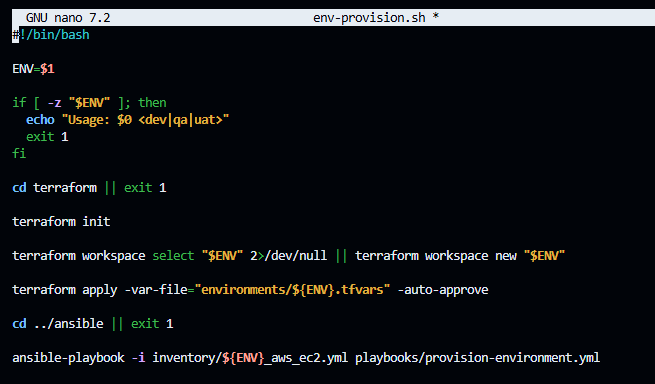 GNU nano 7.2 env-provision.sh *
#!/bin/bash
ENV=$1
if [ -z "$ENV" ]; then
echo "Usage: $0 <dev|qa|uat>"
exit 1
fi
cd terraform || exit 1
terraform init
terraform workspace select "$ENV" 2>/dev/null || terraform workspace new "$ENV"
terraform apply -var-file="environments/${ENV}.tfvars" -auto-approve
cd ../ansible || exit 1
ansible-playbook -i inventory/${ENV}_aws_ec2.yml playbooks/provision-environment.yml